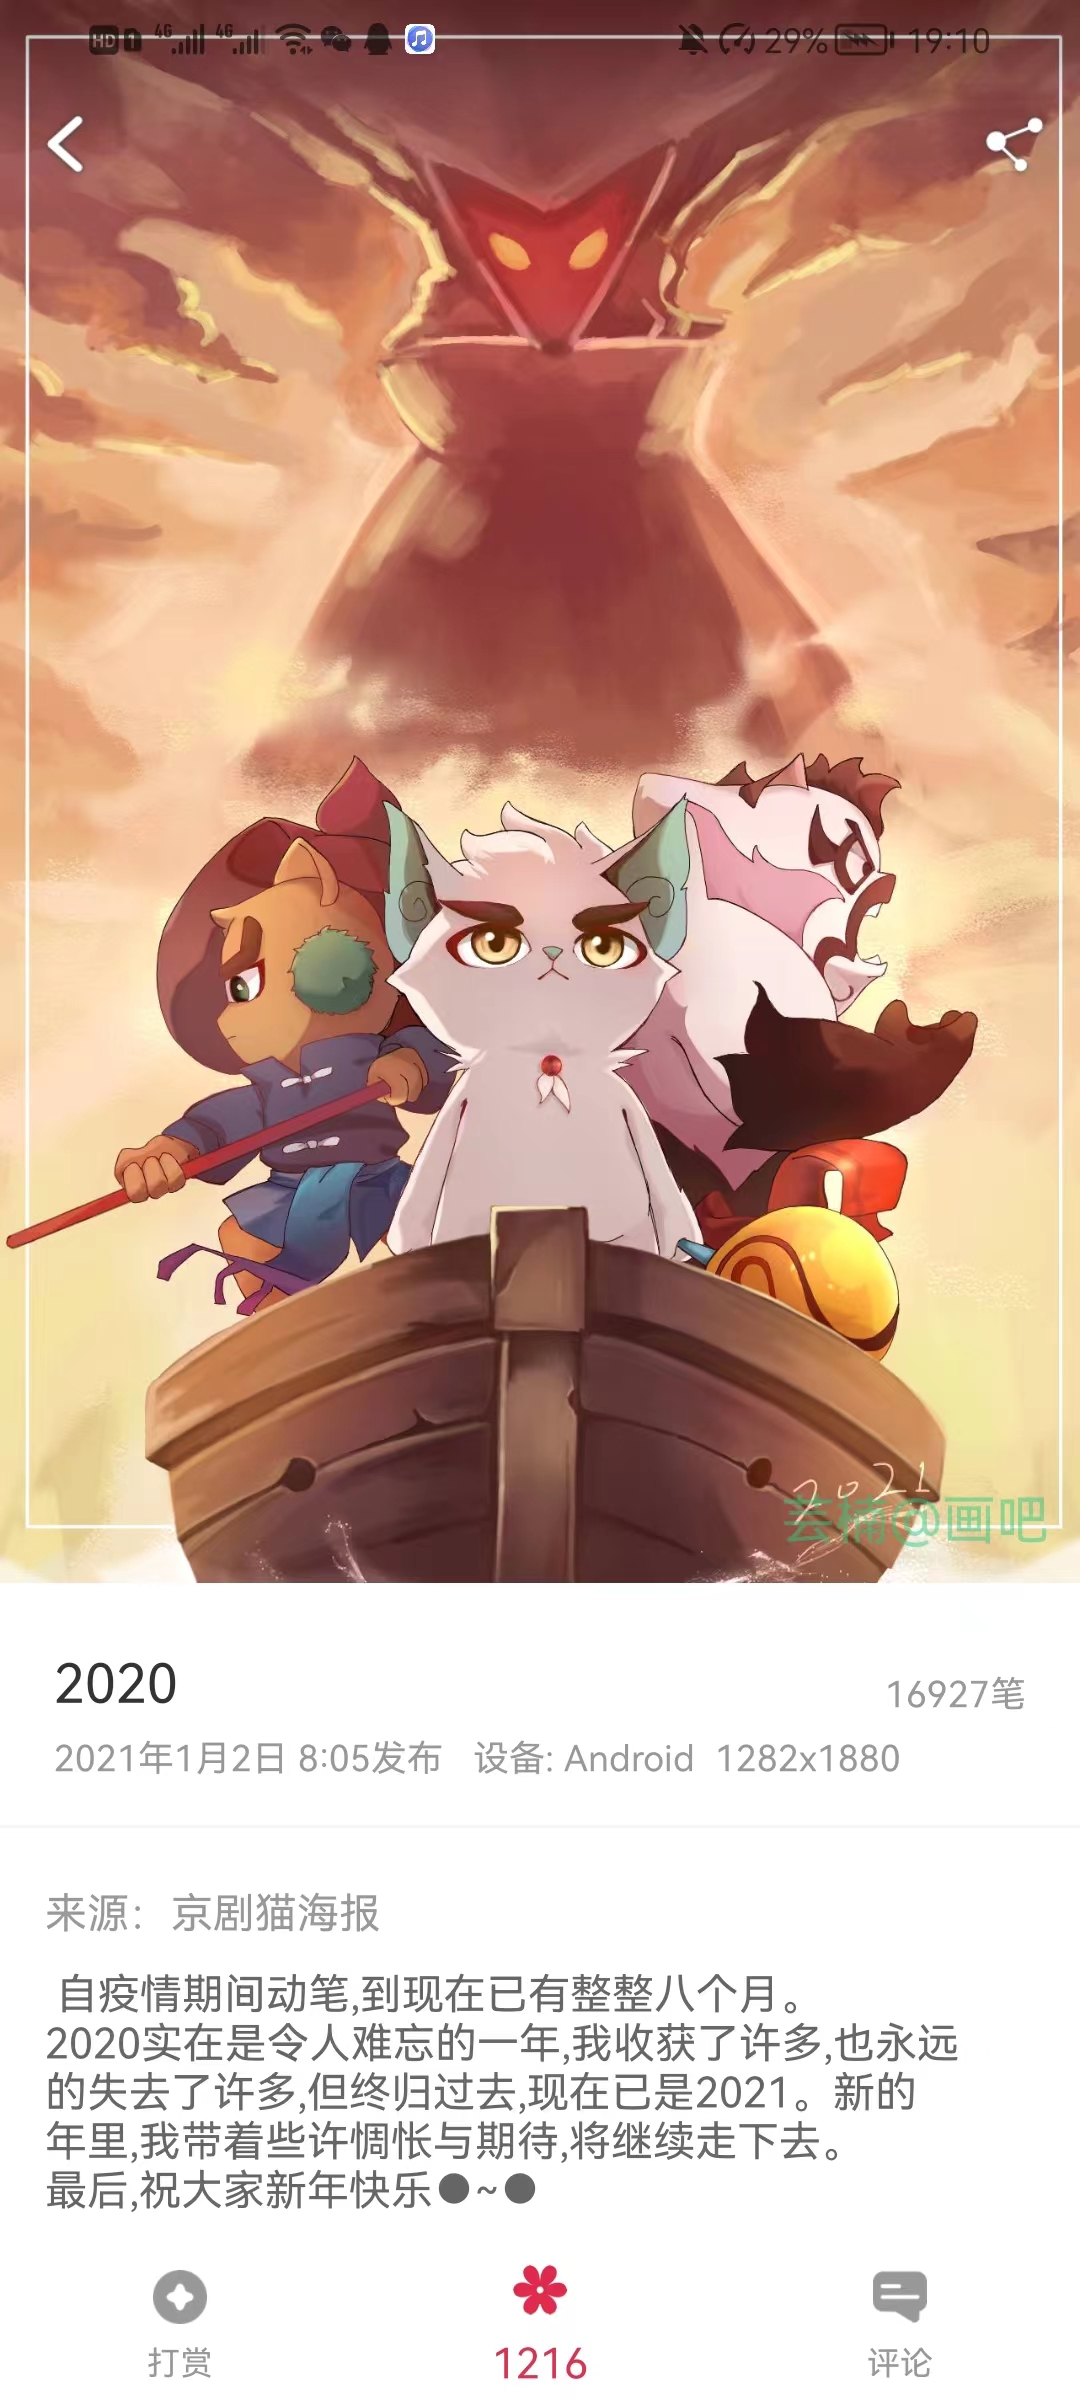 HD 1 4G 4G 29% 19:10
2021
芸楠@画吧
2020
16927笔
2021年1月2日 8:05发布 设备: Android 1282x1880
来源：京剧猫海报
自疫情期间动笔,到现在已有整整八个月。
2020实在是令人难忘的一年,我收获了许多,也永远
的失去了许多,但终归过去,现在已是2021。新的
年里,我带着些许惆怅与期待,将继续走下去。
最后,祝大家新年快乐●~●
打赏 1216 评论